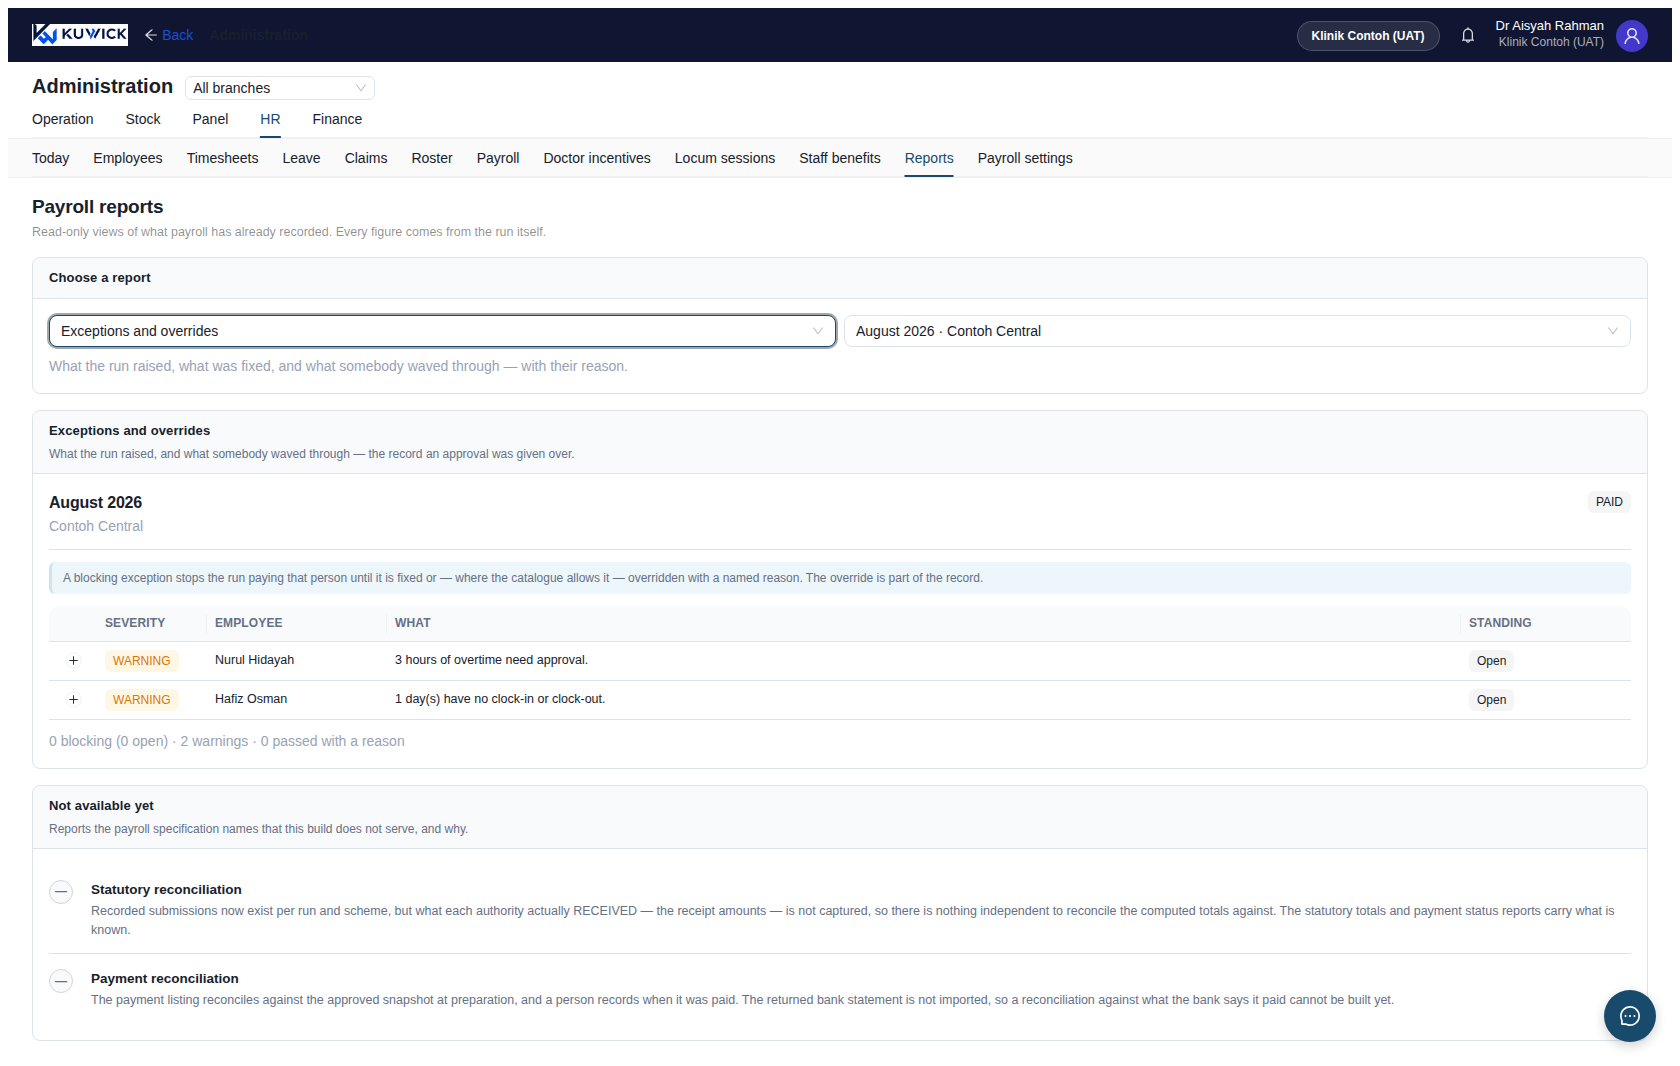 KUWICK
Back Administration
Klinik Contoh (UAT)
Dr Aisyah Rahman
Klinik Contoh (UAT)
Administration
All branches
Operation Stock Panel HR Finance
Today Employees Timesheets Leave Claims Roster Payroll Doctor incentives Locum sessions Staff benefits Reports Payroll settings
Payroll reports
Read-only views of what payroll has already recorded. Every figure comes from the run itself.
Choose a report
Exceptions and overrides
August 2026 · Contoh Central
What the run raised, what was fixed, and what somebody waved through — with their reason.
Exceptions and overrides
What the run raised, and what somebody waved through — the record an approval was given over.
August 2026
PAID
Contoh Central
A blocking exception stops the run paying that person until it is fixed or — where the catalogue allows it — overridden with a named reason. The override is part of the record.
SEVERITY EMPLOYEE WHAT STANDING
WARNING Nurul Hidayah 3 hours of overtime need approval. Open
WARNING Hafiz Osman 1 day(s) have no clock-in or clock-out. Open
0 blocking (0 open) · 2 warnings · 0 passed with a reason
Not available yet
Reports the payroll specification names that this build does not serve, and why.
Statutory reconciliation
Recorded submissions now exist per run and scheme, but what each authority actually RECEIVED — the receipt amounts — is not captured, so there is nothing independent to reconcile the computed totals against. The statutory totals and payment status reports carry what is
known.
Payment reconciliation
The payment listing reconciles against the approved snapshot at preparation, and a person records when it was paid. The returned bank statement is not imported, so a reconciliation against what the bank says it paid cannot be built yet.